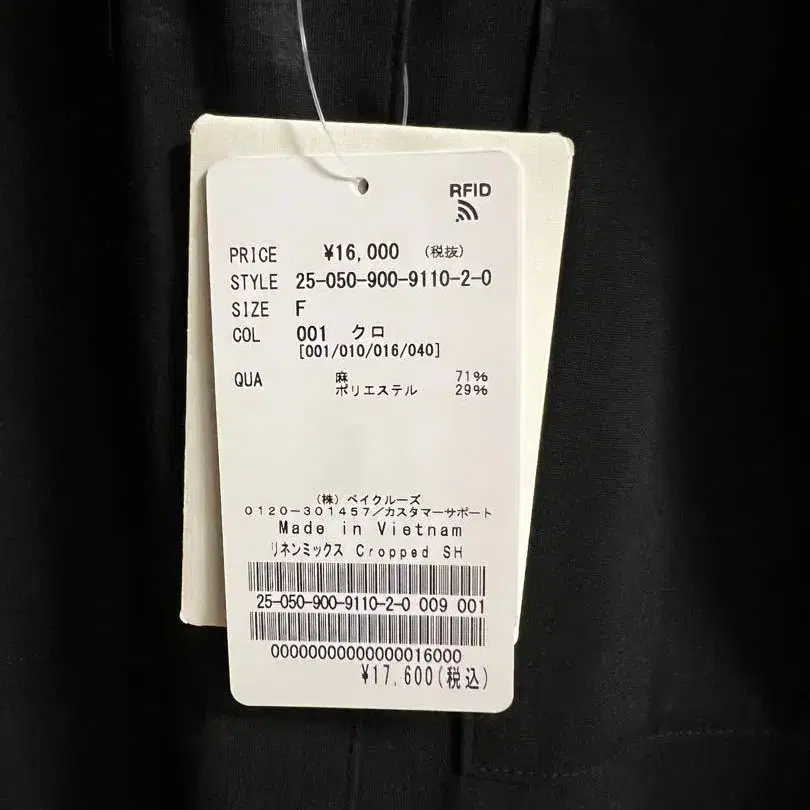 RFID
PRICE ¥16,000 (税抜)
STYLE 25-050-900-9110-2-0
SIZE F
COL 001 クロ
[001/010/016/040]
QUA 麻 71%
ポリエステル 29%
(株) ベイクルーズ
0120-301457/カスタマーサポート
Made in Vietnam
リネンミックス Cropped SH
25-050-900-9110-2-0 009 001
00000000000000016000
¥17,600(税込)